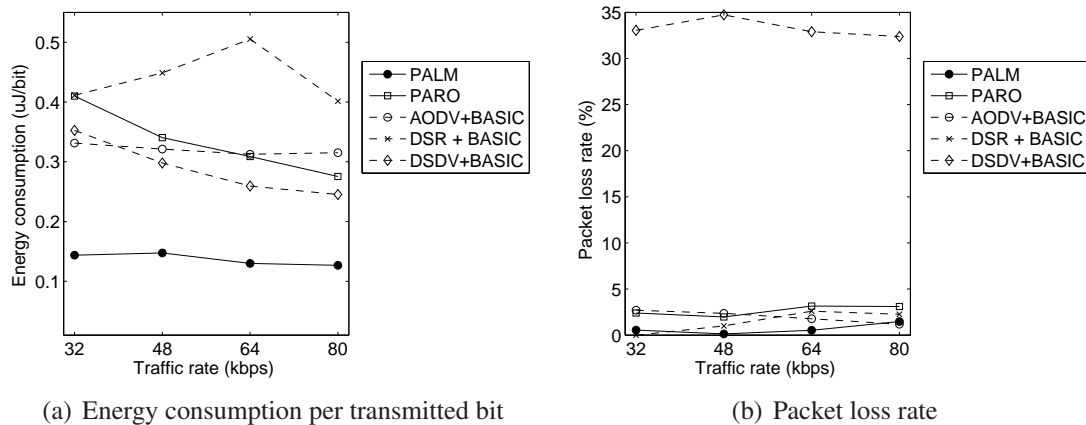 0.5
0.4
0.3
0.2
0.1
32
48
64
80
Energy consumption (uJ/bit)
Traffic rate (kbps)
PALM
PARO
AODV+BASIC
DSR + BASIC
DSDV+BASIC
(a) Energy consumption per transmitted bit
35
30
25
20
15
10
5
0
32
48
64
80
Packet loss rate (%)
Traffic rate (kbps)
PALM
PARO
AODV+BASIC
DSR + BASIC
DSDV+BASIC
(b) Packet loss rate